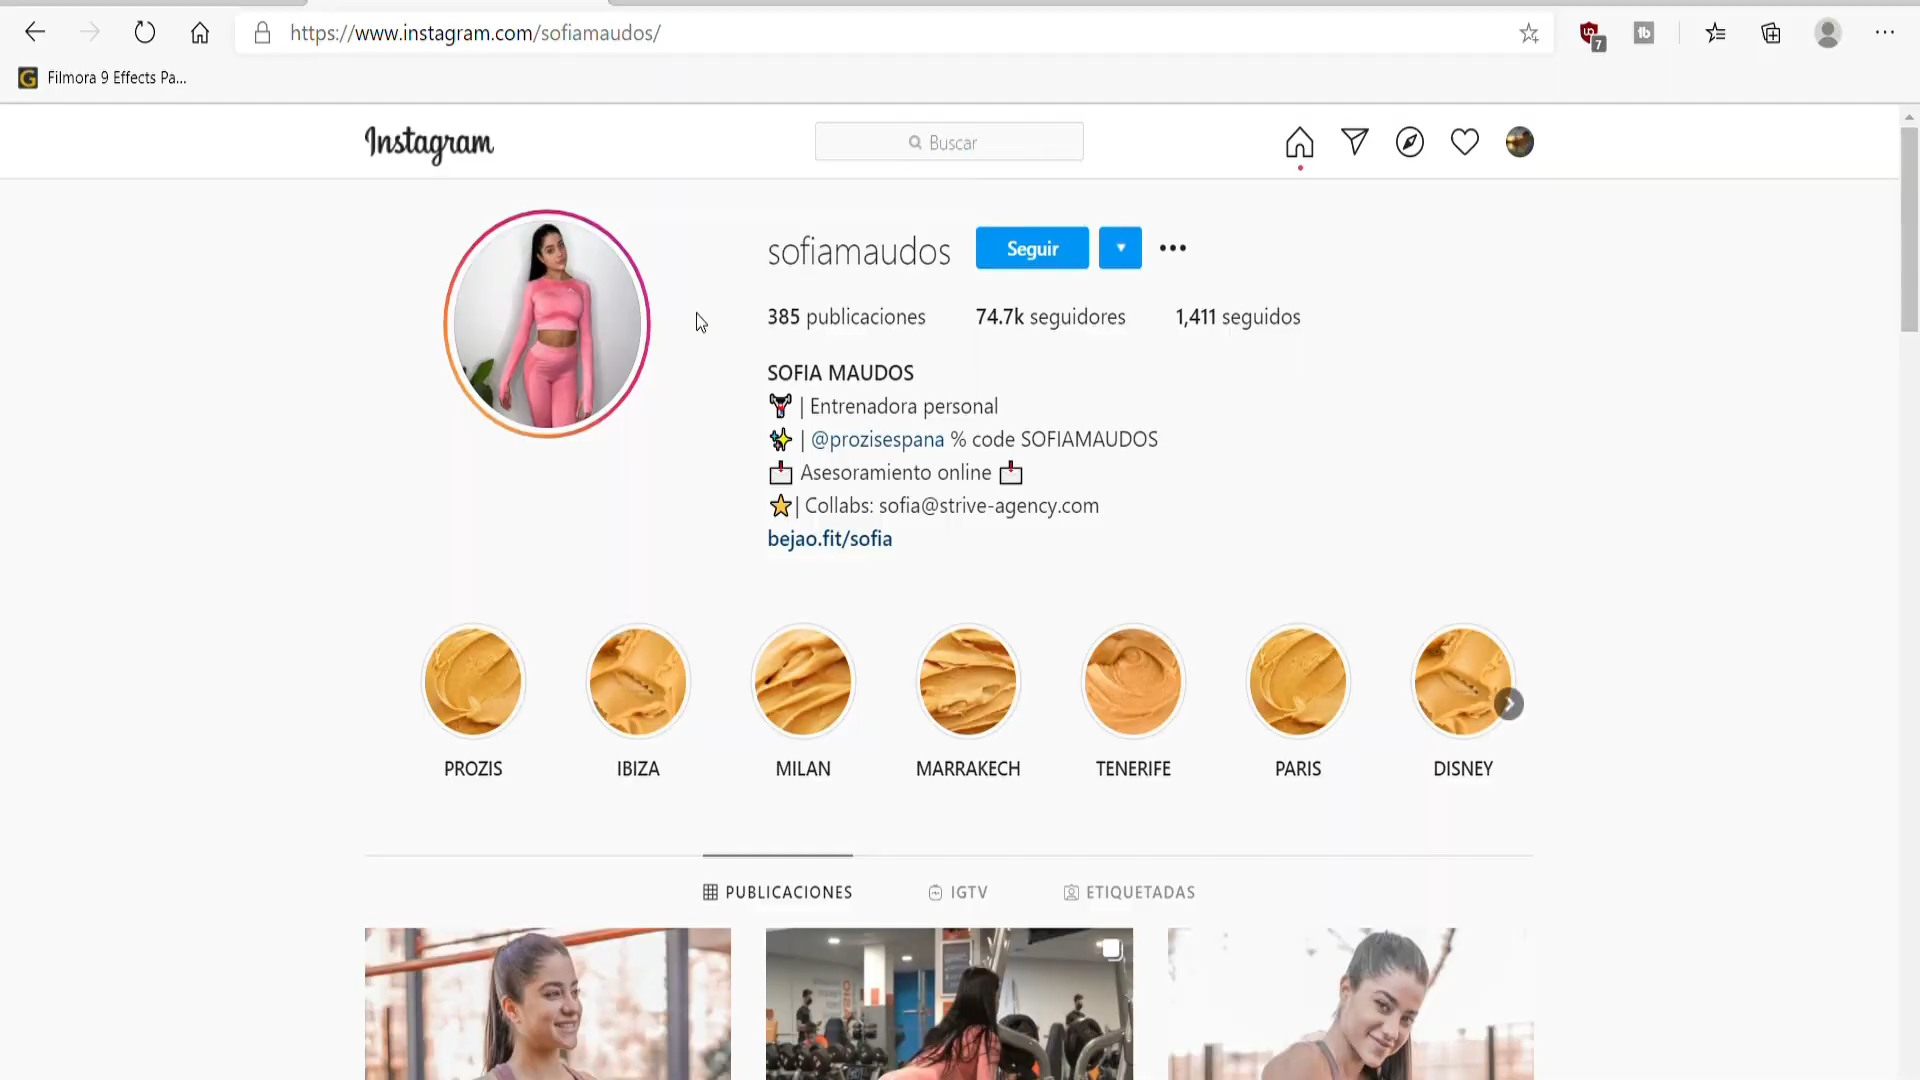 https://www.instagram.com/sofiamaudos/
7
tb
G Filmora 9 Effects Pa...
Instagram
Buscar
sofiamaudos Seguir
385 publicaciones 74.7k seguidores 1,411 seguidos
SOFIA MAUDOS
| Entrenadora personal
| @prozisespana % code SOFIAMAUDOS
Asesoramiento online
| Collabs: sofia@strive-agency.com
bejao.fit/sofia
PROZIS IBIZA MILAN MARRAKECH TENERIFE PARIS DISNEY
PUBLICACIONES IGTV ETIQUETADAS